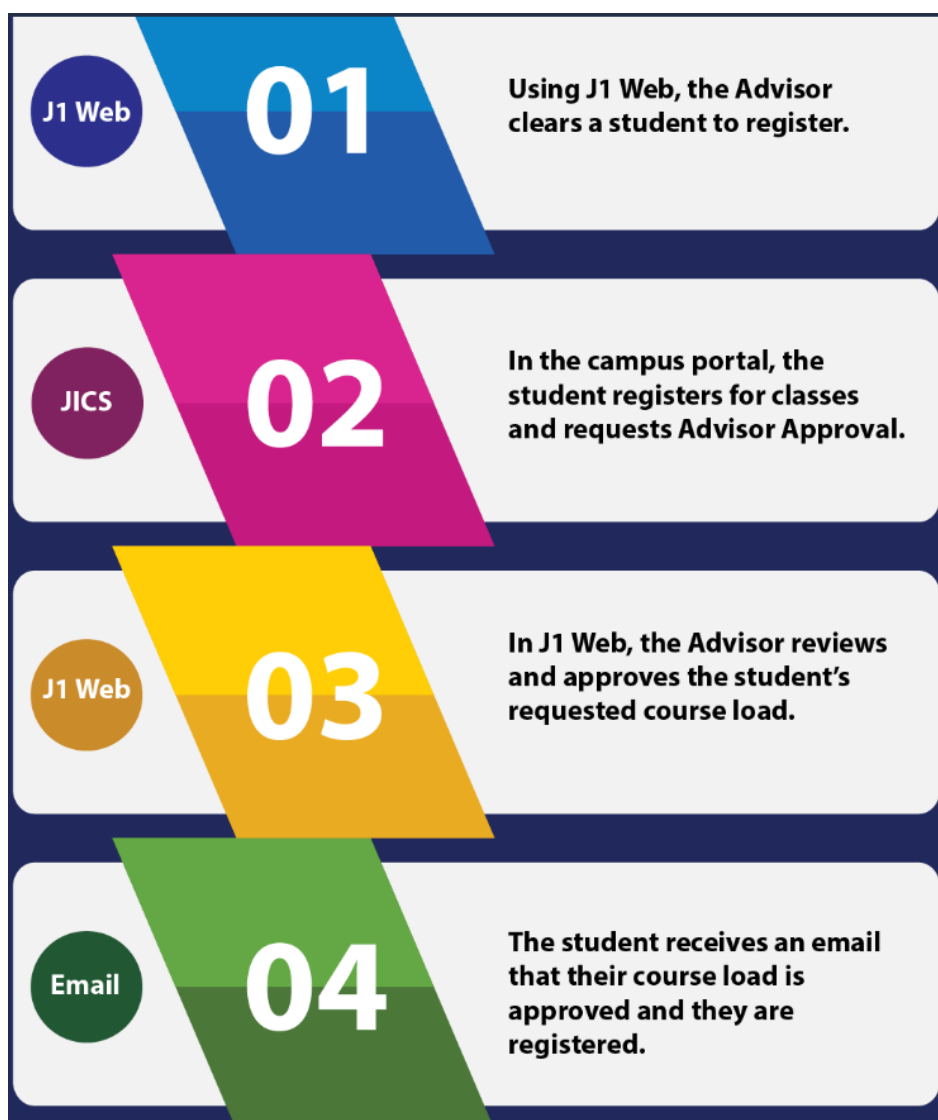 J1 Web
01
Using J1 Web, the Advisor
clears a student to register.
JICS
02
In the campus portal, the
student registers for classes
and requests Advisor Approval.
J1 Web
03
In J1 Web, the Advisor reviews
and approves the student’s
requested course load.
Email
04
The student receives an email
that their course load is
approved and they are
registered.